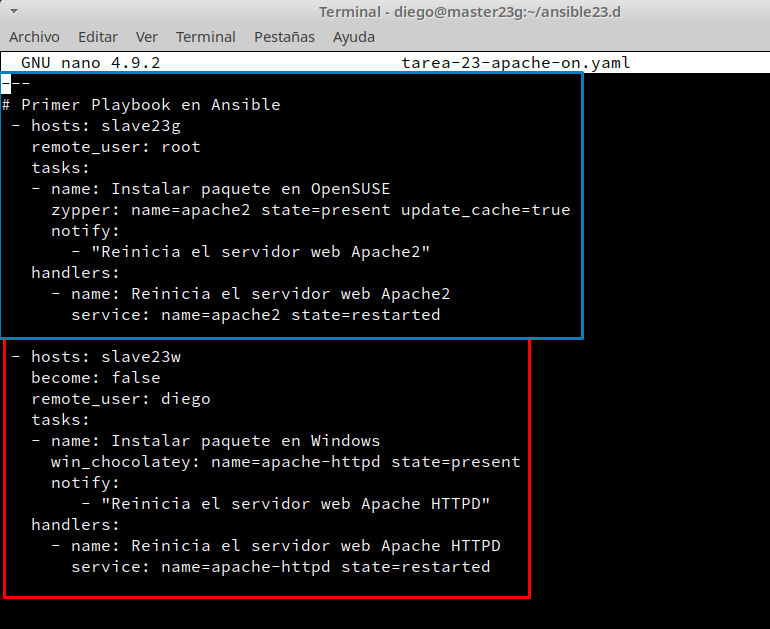 Terminal - diego@master23g:~/ansible23.d
Archivo Editar Ver Terminal Pestañas Ayuda
GNU nano 4.9.2 tarea-23-apache-on.yaml
---
# Primer Playbook en Ansible
- hosts: slave23g
remote_user: root
tasks:
- name: Instalar paquete en OpenSUSE
zypper: name=apache2 state=present update_cache=true
notify:
- "Reinicia el servidor web Apache2"
handlers:
- name: Reinicia el servidor web Apache2
service: name=apache2 state=restarted
- hosts: slave23w
become: false
remote_user: diego
tasks:
- name: Instalar paquete en Windows
win_chocolatey: name=apache-httpd state=present
notify:
- "Reinicia el servidor web Apache HTTPD"
handlers:
- name: Reinicia el servidor web Apache HTTPD
service: name=apache-httpd state=restarted